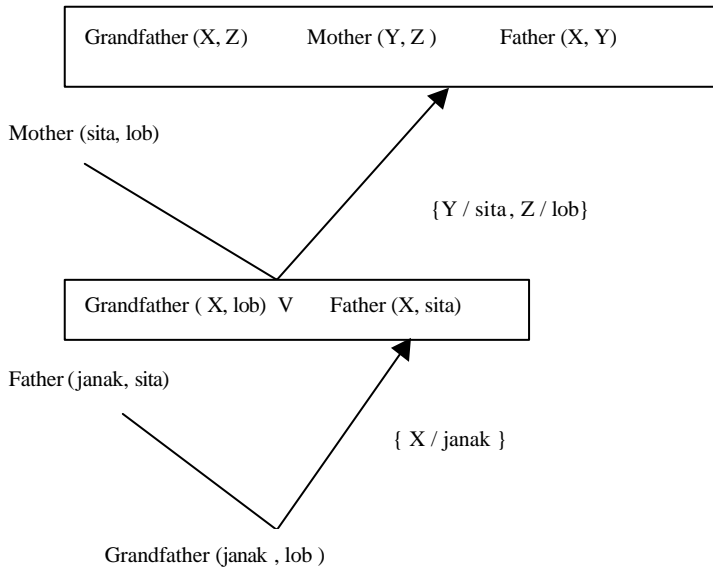 Grandfather (X, Z) Mother (Y, Z ) Father (X, Y)
Mother (sita, lob)
{Y / sita, Z / lob}
Grandfather ( X, lob) V Father (X, sita)
Father (janak, sita)
{ X / janak }
Grandfather (janak , lob )